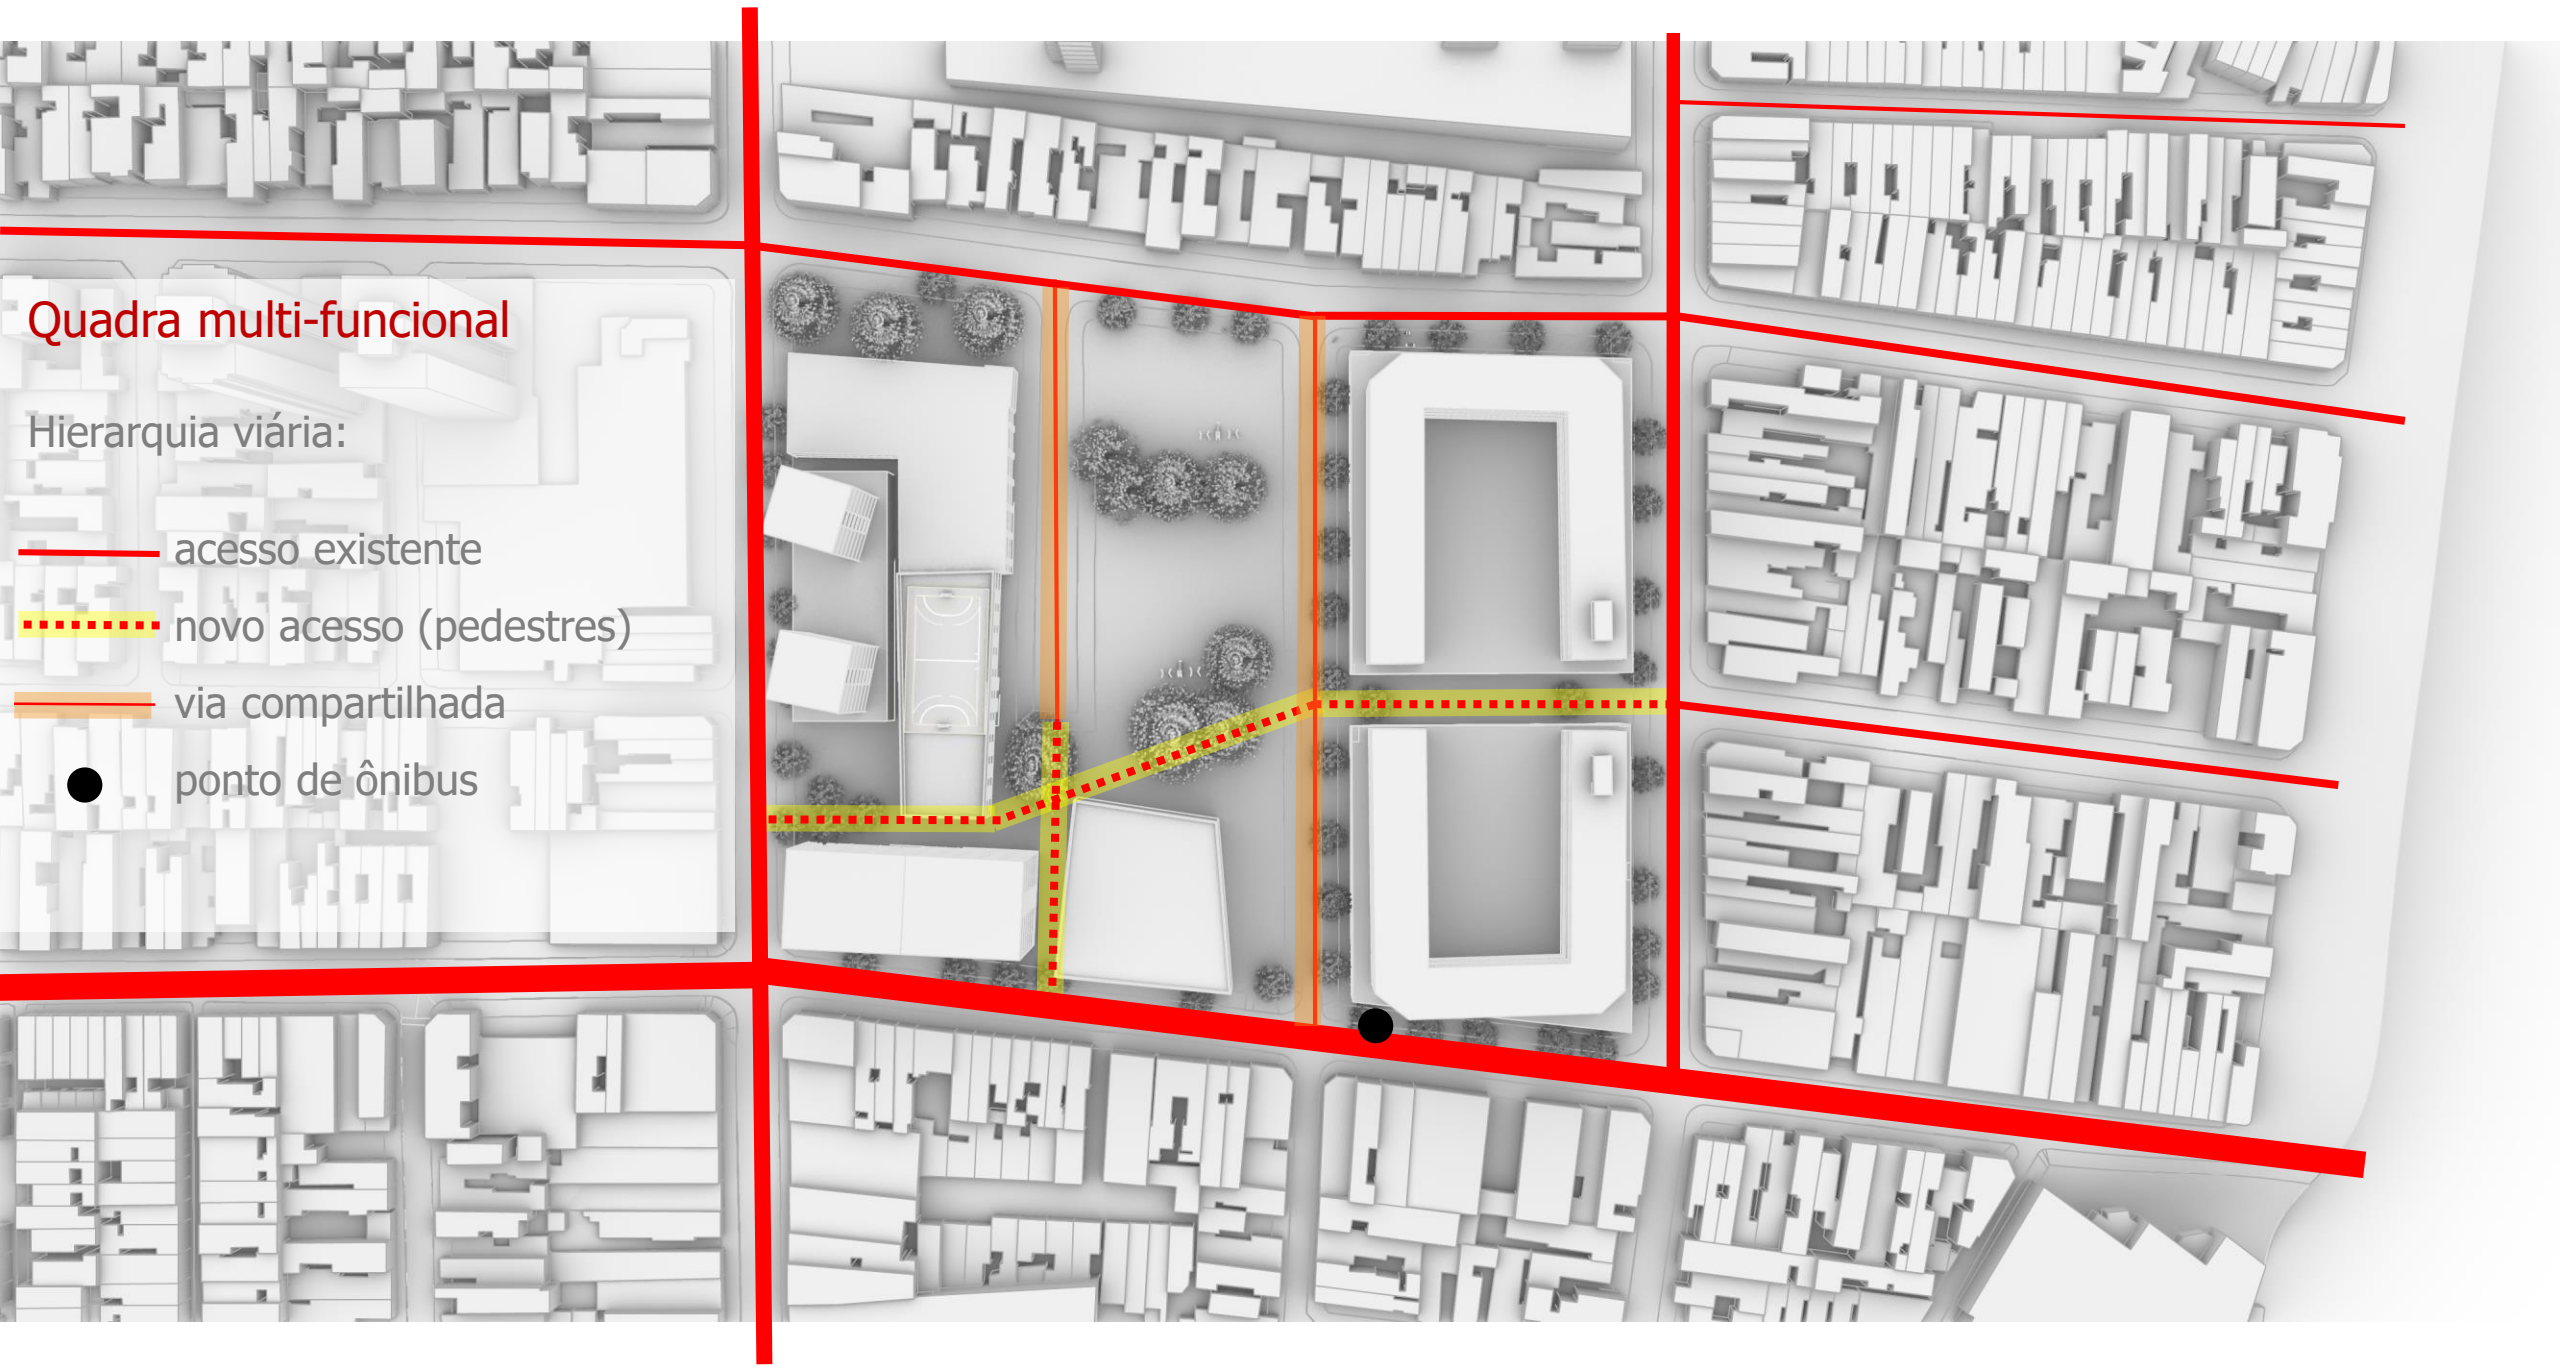 Quadra multi-funcional
Hierarquia viária:
acesso existente
novo acesso (pedestres)
via compartilhada
ponto de ônibus